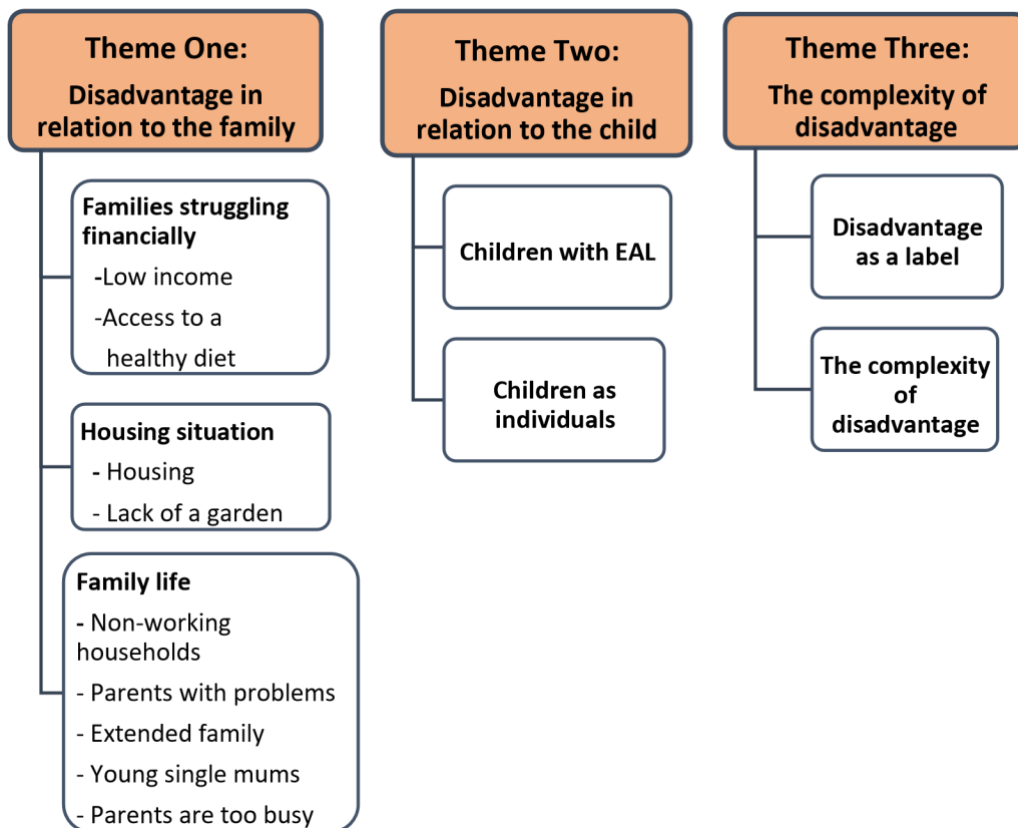 Theme One:
Disadvantage in
relation to the family
Families struggling
financially
-Low income
-Access to a
healthy diet
Housing situation
- Housing
- Lack of a garden
Family life
- Non-working
households
- Parents with problems
- Extended family
- Young single mums
- Parents are too busy
Theme Two:
Disadvantage in
relation to the child
Children with EAL
Children as
individuals
Theme Three:
The complexity of
disadvantage
Disadvantage
as a label
The complexity
of
disadvantage